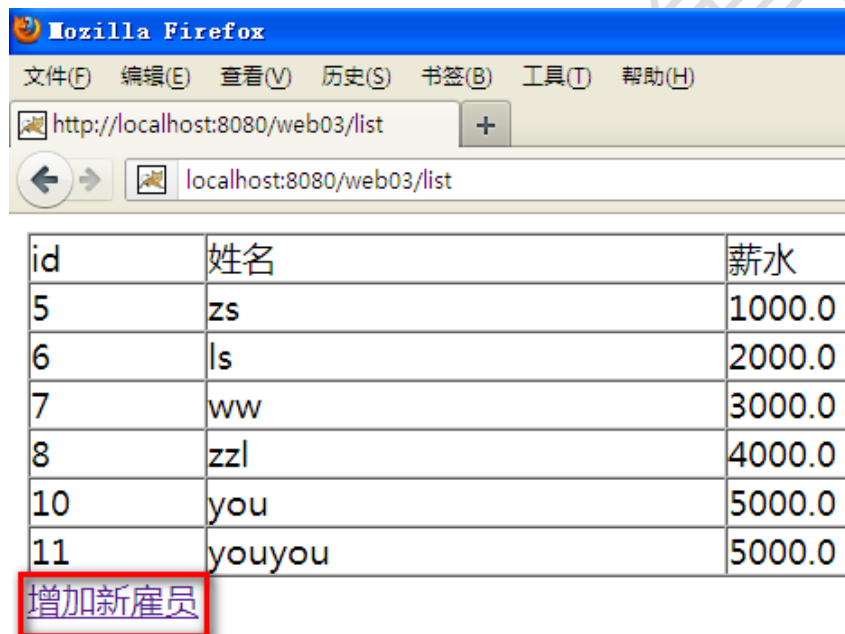 Mozilla Firefox
文件(F) 编辑(E) 查看(V) 历史(S) 书签(B) 工具(T) 帮助(H)
http://localhost:8080/web03/list +
localhost:8080/web03/list
id 姓名 薪水
5 zs 1000.0
6 ls 2000.0
7 ww 3000.0
8 zzl 4000.0
10 you 5000.0
11 youyou 5000.0
增加新雇员